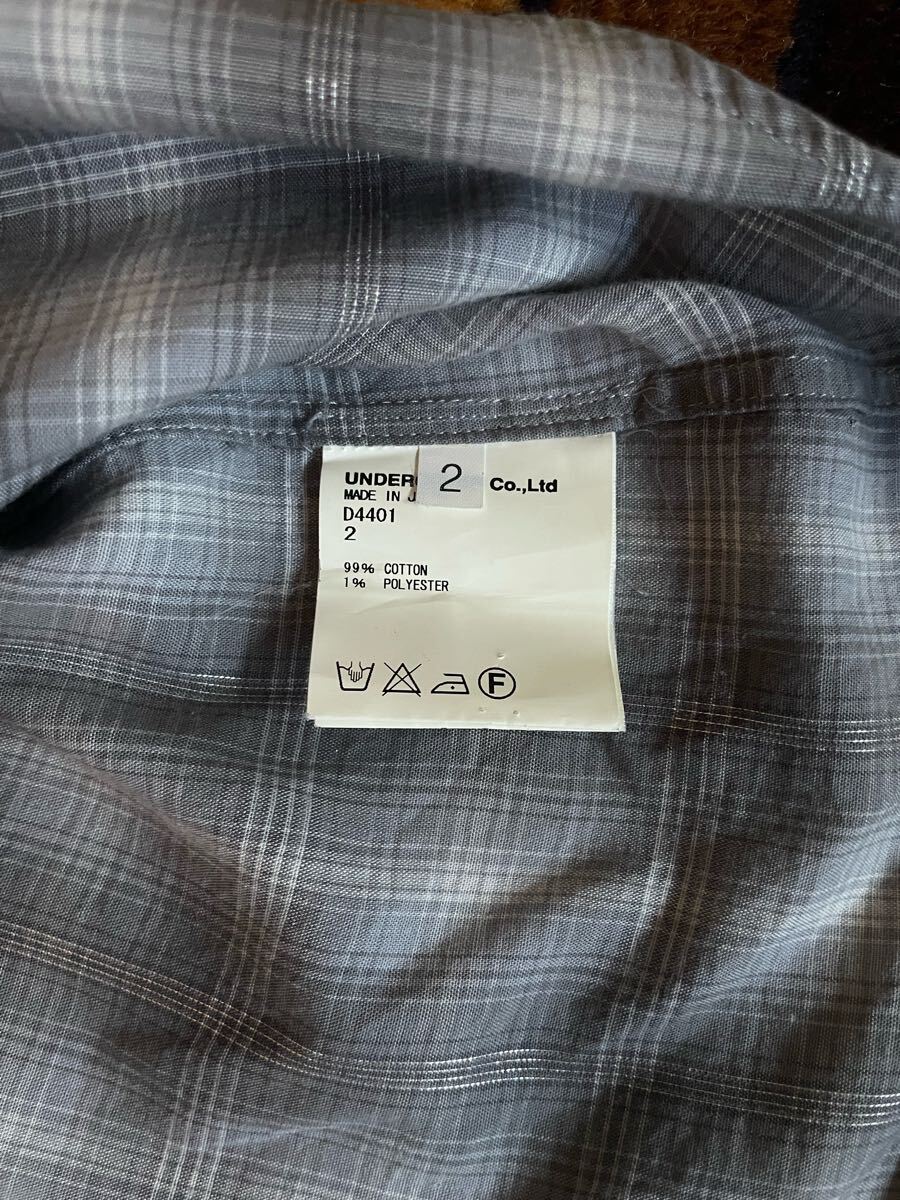 2
UNDER Co.,Ltd
MADE IN J
D4401
2
99% COTTON
1% POLYESTER
F